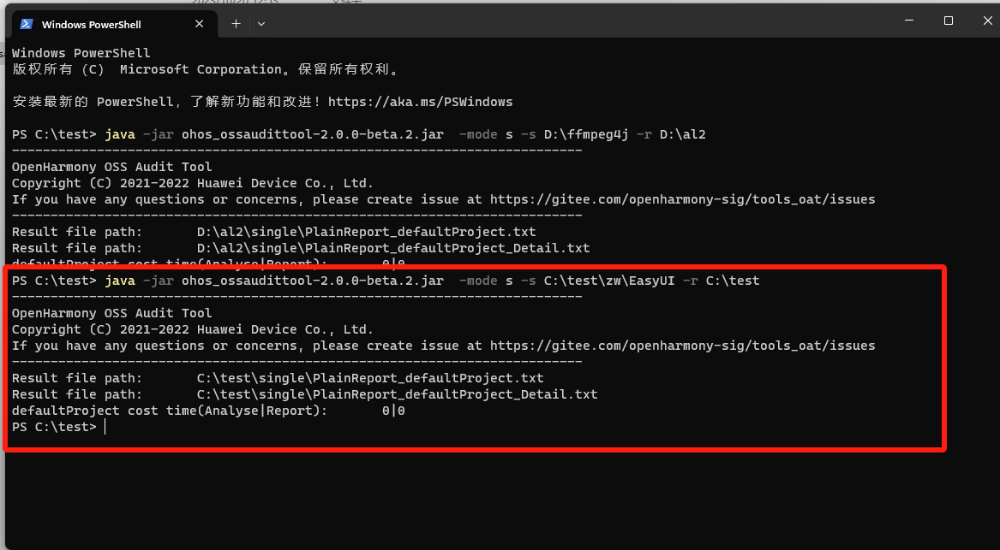 Windows PowerShell
Windows PowerShell
版权所有 (C)  Microsoft Corporation。保留所有权利。
安装最新的 PowerShell，了解新功能和改进！https://aka.ms/PSWindows
PS C:\test> java -jar ohos_ossaudittool-2.0.0-beta.2.jar  -mode s -s D:\ffmpeg4j -r D:\al2
--------------------------------------------------------------------------
OpenHarmony OSS Audit Tool
Copyright (C) 2021-2022 Huawei Device Co., Ltd.
If you have any questions or concerns, please create issue at https://gitee.com/openharmony-sig/tools_oat/issues
--------------------------------------------------------------------------
Result file path:       D:\al2\single\PlainReport_defaultProject.txt
Result file path:       D:\al2\single\PlainReport_defaultProject_Detail.txt
defaultProject cost time(Analyse|Report):       0|0
PS C:\test> java -jar ohos_ossaudittool-2.0.0-beta.2.jar  -mode s -s C:\test\zw\EasyUI -r C:\test
--------------------------------------------------------------------------
OpenHarmony OSS Audit Tool
Copyright (C) 2021-2022 Huawei Device Co., Ltd.
If you have any questions or concerns, please create issue at https://gitee.com/openharmony-sig/tools_oat/issues
--------------------------------------------------------------------------
Result file path:       C:\test\single\PlainReport_defaultProject.txt
Result file path:       C:\test\single\PlainReport_defaultProject_Detail.txt
defaultProject cost time(Analyse|Report):       0|0
PS C:\test>